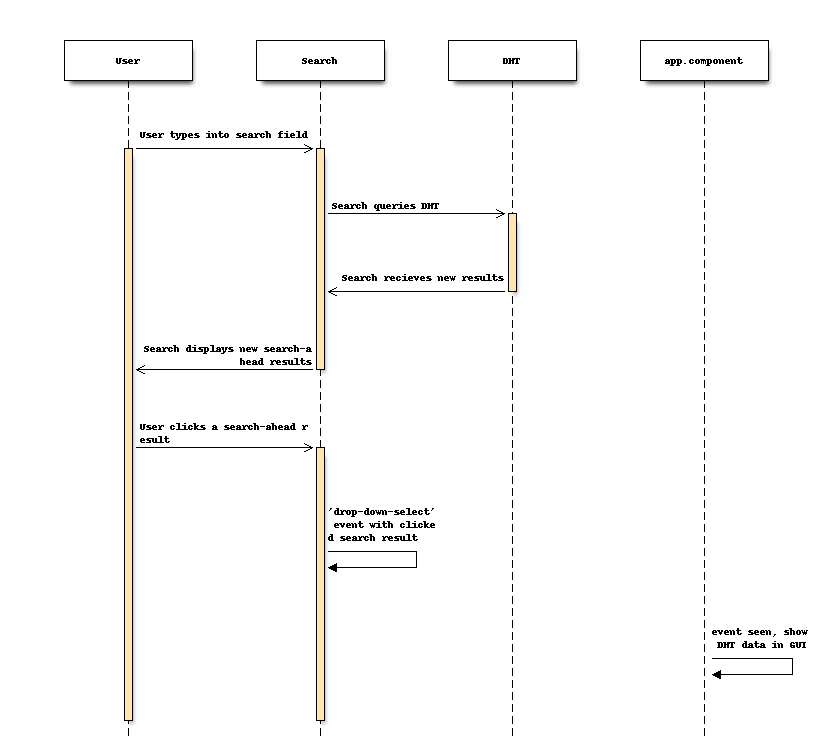 User
Search
DHT
app.component
User types into search field
Search queries DHT
Search recieves new results
Search displays new search-a
head results
User clicks a search-ahead r
esult
'drop-down-select'
event with clicke
d search result
event seen, show
DHT data in GUI